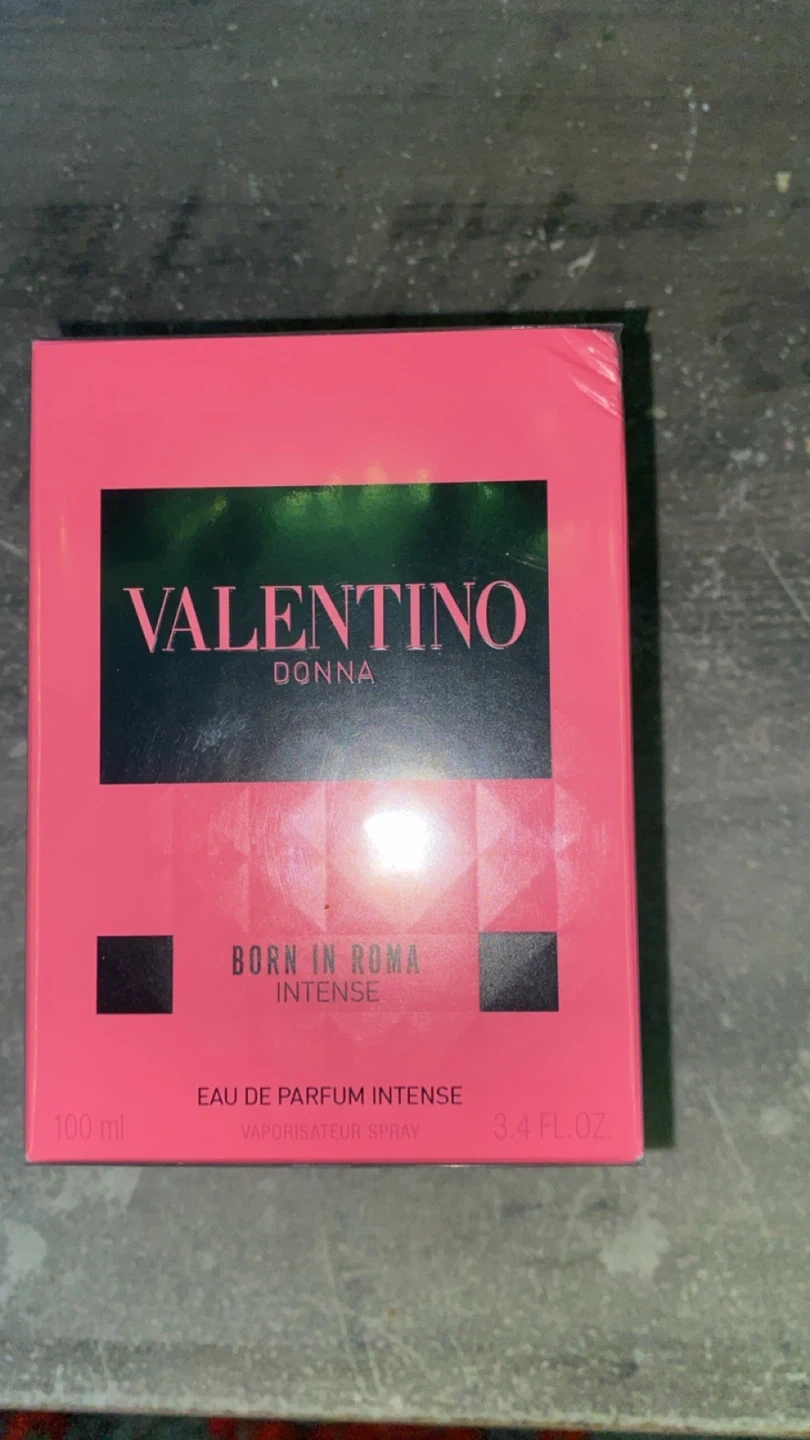 VALENTINO
DONNA
BORN IN ROMA
INTENSE
EAU DE PARFUM INTENSE
100 ml VAPORISATEUR SPRAY 3.4 FL.OZ.